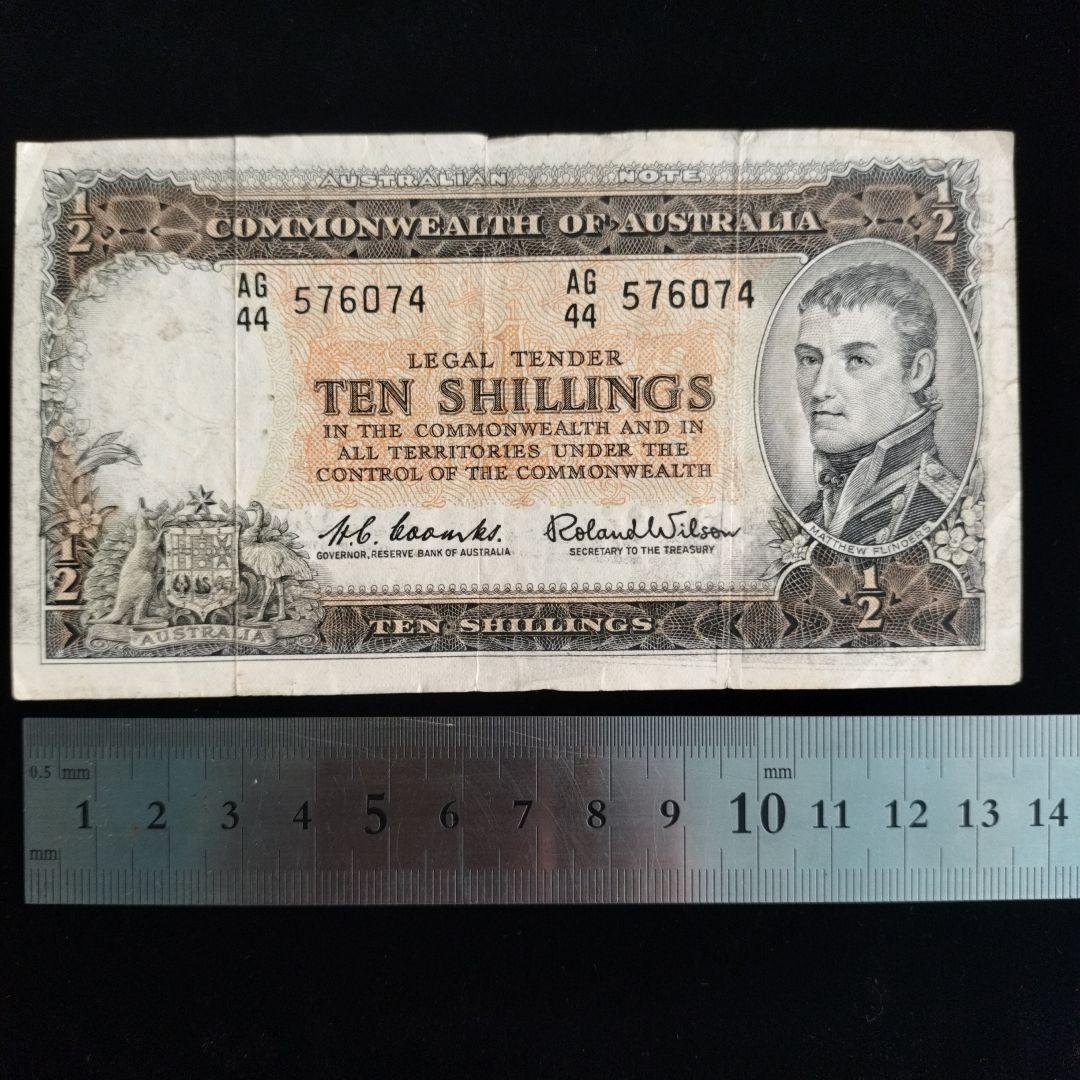 AUSTRALIAN NOTE
1/2 COMMONWEALTH OF AUSTRALIA 1/2
AG 44 576074 AG 44 576074
LEGAL TENDER
TEN SHILLINGS
IN THE COMMONWEALTH AND IN
ALL TERRITORIES UNDER THE
CONTROL OF THE COMMONWEALTH
H.C. Coombs. Roland Wilson
GOVERNOR, RESERVE BANK OF AUSTRALIA SECRETARY TO THE TREASURY
MATTHEW FLINDERS
1/2 1/2
AUSTRALIA TEN SHILLINGS
0.5 mm mm
1 2 3 4 5 6 7 8 9 10 11 12 13 14
mm